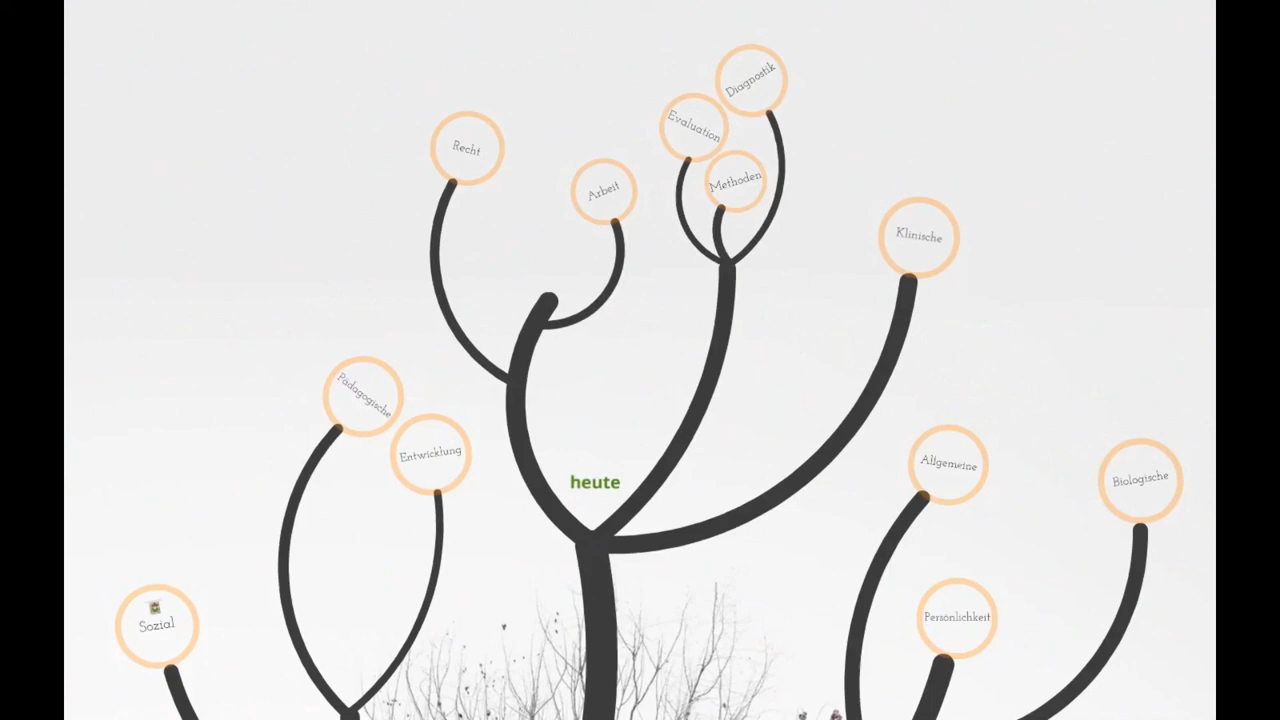 Diagnostik
Evaluation
Recht
Methoden
Arbeit
Klinische
Pädagogische
Entwicklung
Allgemeine
Biologische
heute
Persönlichkeit
Sozial